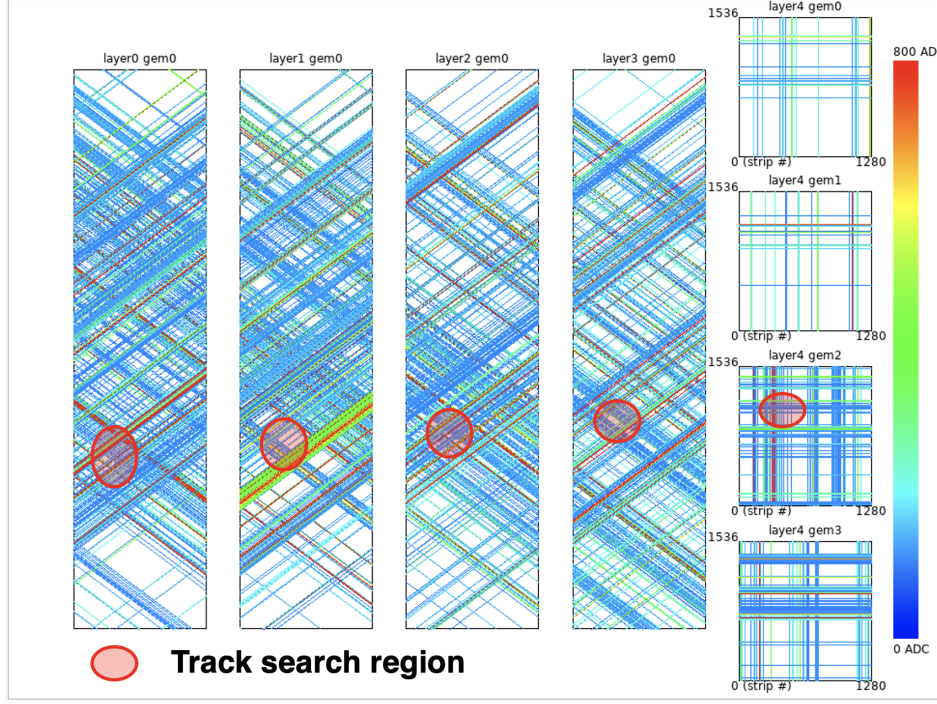 layer0 gem0
layer1 gem0
layer2 gem0
layer3 gem0
layer4 gem0
1536
0 (strip #)
1280
layer4 gem1
1536
0 (strip #)
1280
layer4 gem2
1536
0 (strip #)
1280
layer4 gem3
1536
0 (strip #)
1280
800 AD
0 ADC
Track search region